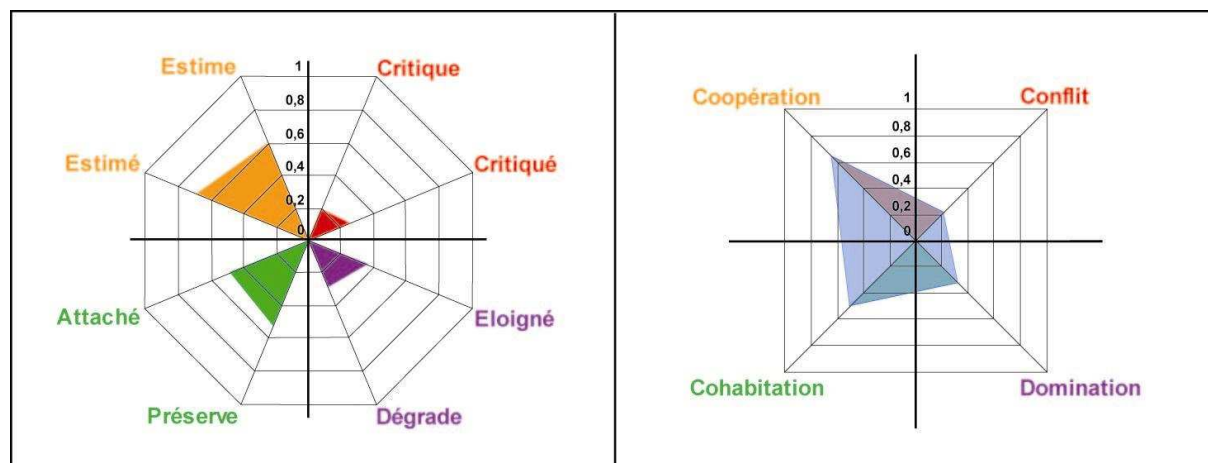 Estime
Critique
1
0,8
0,6
0,4
0,2
0
Estimé
Critiqué
Attaché
Eloigné
Préserve
Dégrade
Coopération
Conflit
1
0,8
0,6
0,4
0,2
0
Cohabitation
Domination